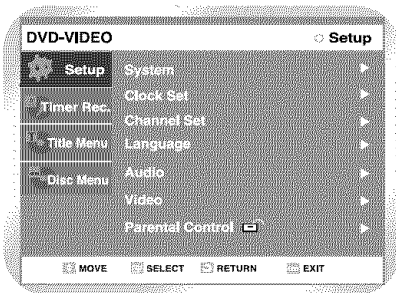 DVD-VIDEO Setup
Setup
Timer Rec.
Title Menu
Disc Menu
System
Clock Set
Channel Set
Language
Audio
Video
Parental Control
MOVE SELECT RETURN EXIT